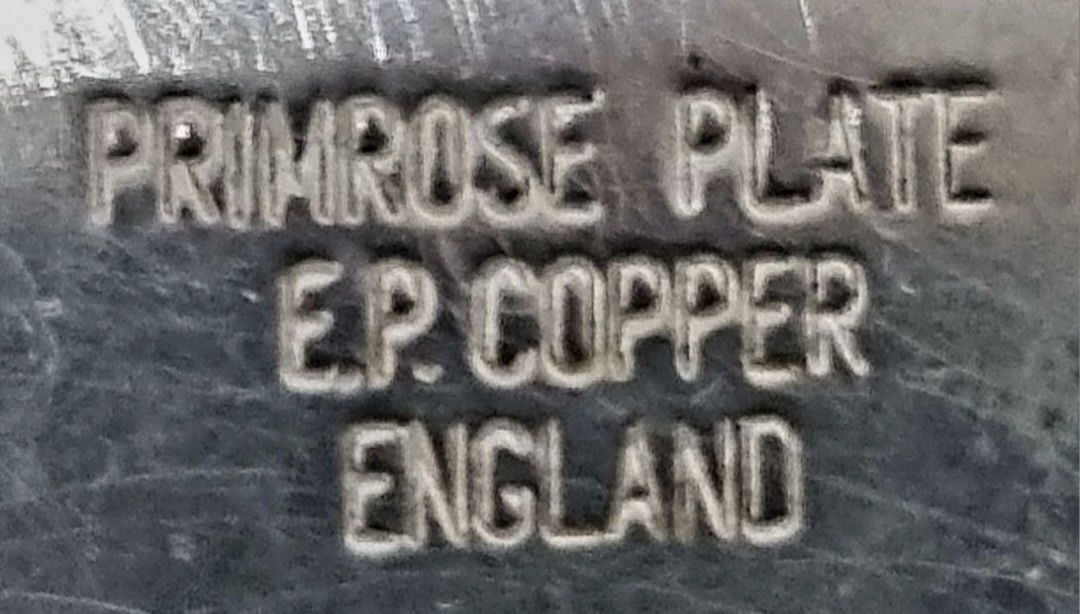 PRIMROSE PLATE
E.P. COPPER
ENGLAND